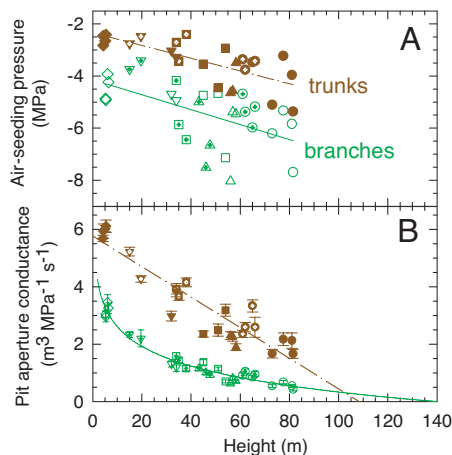 A
Air-seeding pressure
(MPa)
0
-2
-4
-6
-8
trunks
branches
B
Pit aperture conductance
(m³ MPa⁻¹ s⁻¹)
6
4
2
0
0 20 40 60 80 100 120 140
Height (m)